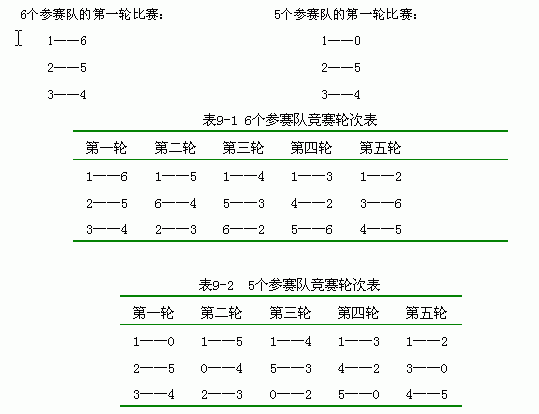 6个参赛队的第一轮比赛: 5个参赛队的第一轮比赛:
1——6 1——0
2——5 2——5
3——4 3——4
表9-1 6个参赛队竞赛轮次表
第一轮 第二轮 第三轮 第四轮 第五轮
1——6 1——5 1——4 1——3 1——2
2——5 6——4 5——3 4——2 3——6
3——4 2——3 6——2 5——6 4——5
表9-2 5个参赛队竞赛轮次表
第一轮 第二轮 第三轮 第四轮 第五轮
1——0 1——5 1——4 1——3 1——2
2——5 0——4 5——3 4——2 3——0
3——4 2——3 0——2 5——0 4——5